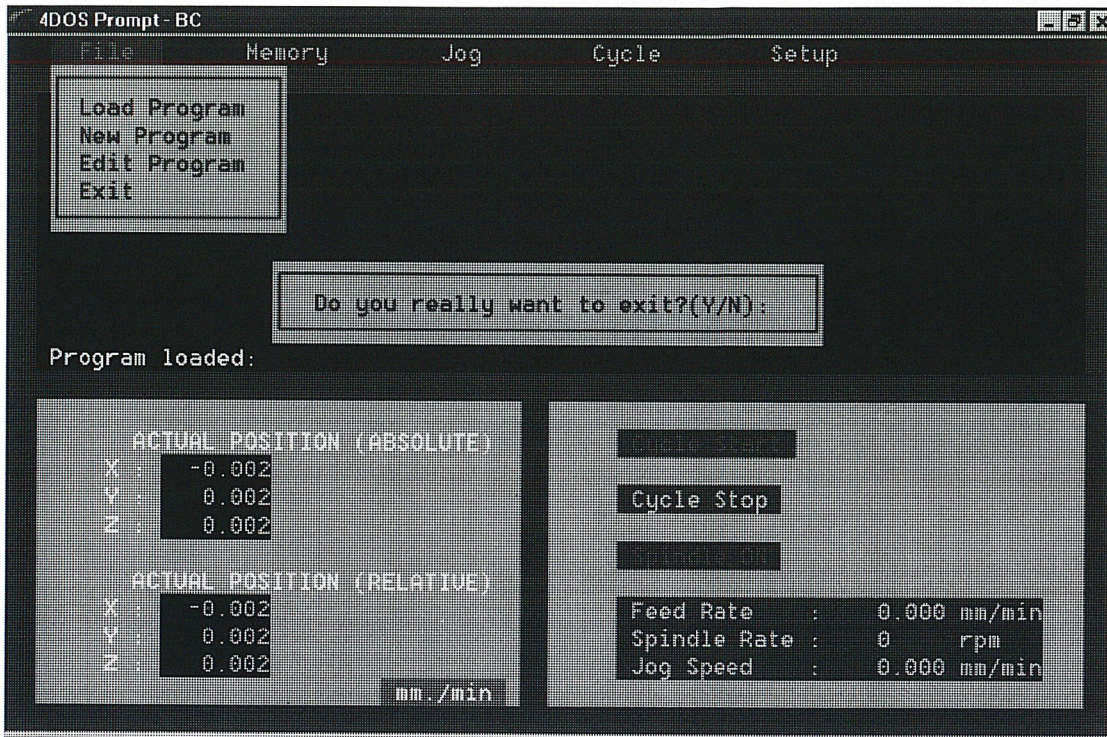 4DOS Prompt - BC
File Memory Jog Cycle Setup
Load Program
New Program
Edit Program
Exit
Do you really want to exit?(Y/N):
Program loaded:
ACTUAL POSITION (ABSOLUTE)
X : -0.002
Y : 0.002
Z : 0.002
ACTUAL POSITION (RELATIVE)
X : -0.002
Y : 0.002
Z : 0.002
mm./min
Cycle Start
Cycle Stop
Spindle ON
Feed Rate : 0.000 mm/min
Spindle Rate : 0 rpm
Jog Speed : 0.000 mm/min